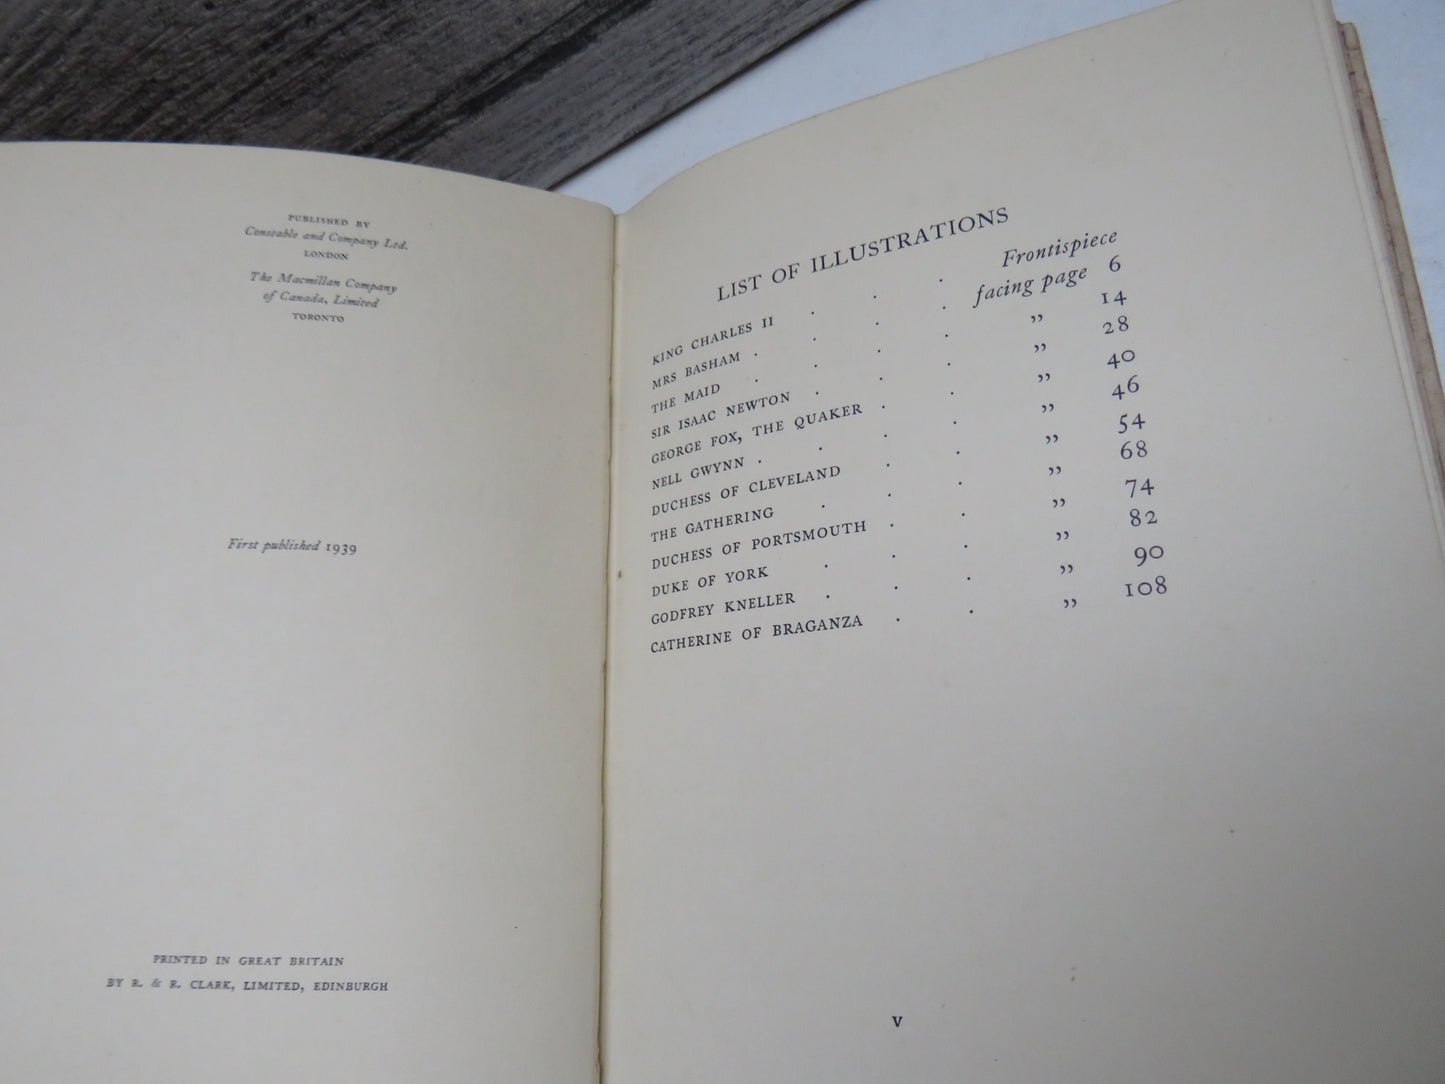 PUBLISHED BY
Constable and Company Ltd.
LONDON
The Macmillan Company
of Canada, Limited
TORONTO
First published 1939
PRINTED IN GREAT BRITAIN
BY R. & R. CLARK, LIMITED, EDINBURGH
LIST OF ILLUSTRATIONS
KING CHARLES II . . . Frontispiece
MRS BASHAM . . . . facing page 6
THE MAID . . . . ,, 14
SIR ISAAC NEWTON . . . ,, 28
GEORGE FOX, THE QUAKER . . ,, 40
NELL GWYNN . . . . ,, 46
DUCHESS OF CLEVELAND . . ,, 54
THE GATHERING . . . ,, 68
DUCHESS OF PORTSMOUTH . . ,, 74
DUKE OF YORK . . . ,, 82
GODFREY KNELLER . . . ,, 90
CATHERINE OF BRAGANZA . . ,, 108
v